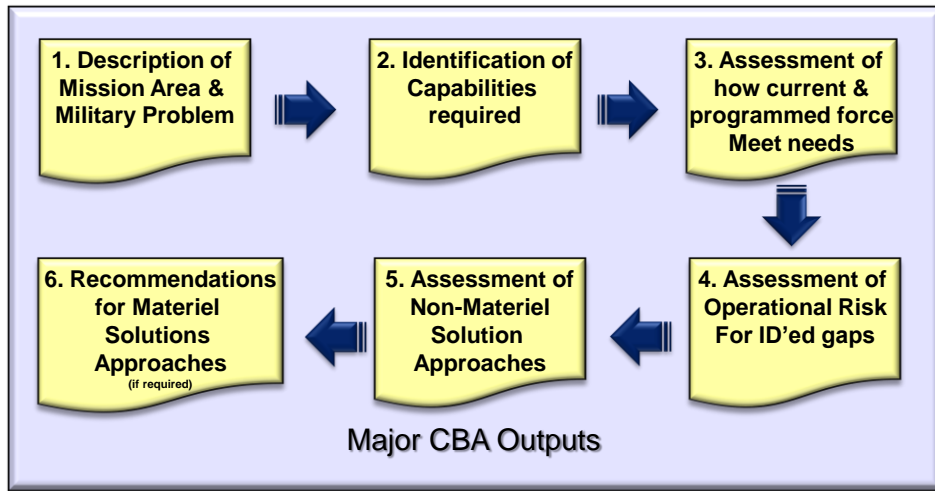 1. Description of
Mission Area &
Military Problem
2. Identification of
Capabilities
required
3. Assessment of
how current &
programmed force
Meet needs
4. Assessment of
Operational Risk
For ID'ed gaps
5. Assessment of
Non-Materiel
Solution
Approaches
6. Recommendations
for Materiel
Solutions
Approaches
(if required)
Major CBA Outputs